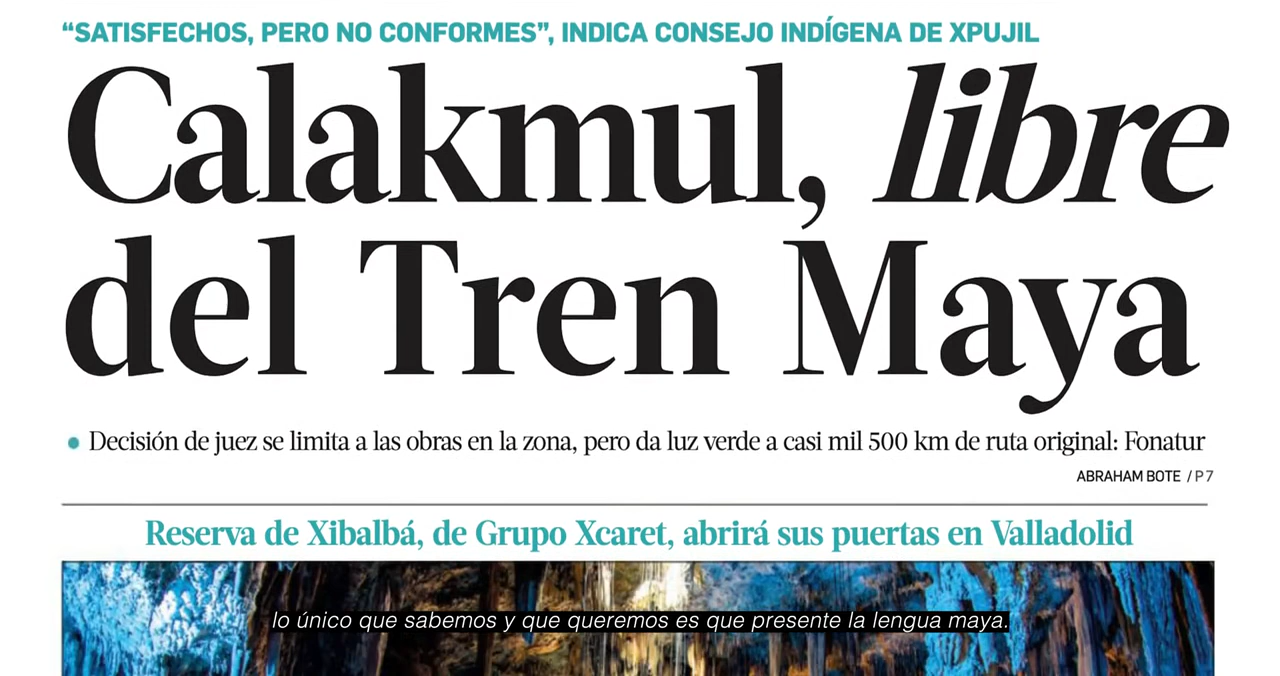 “SATISFECHOS, PERO NO CONFORMES”, INDICA CONSEJO INDÍGENA DE XPUJIL
Calakmul, libre
del Tren Maya
• Decisión de juez se limita a las obras en la zona, pero da luz verde a casi mil 500 km de ruta original: Fonatur
ABRAHAM BOTE / P 7
Reserva de Xibalbá, de Grupo Xcaret, abrirá sus puertas en Valladolid
lo único que sabemos y que queremos es que presente la lengua maya.